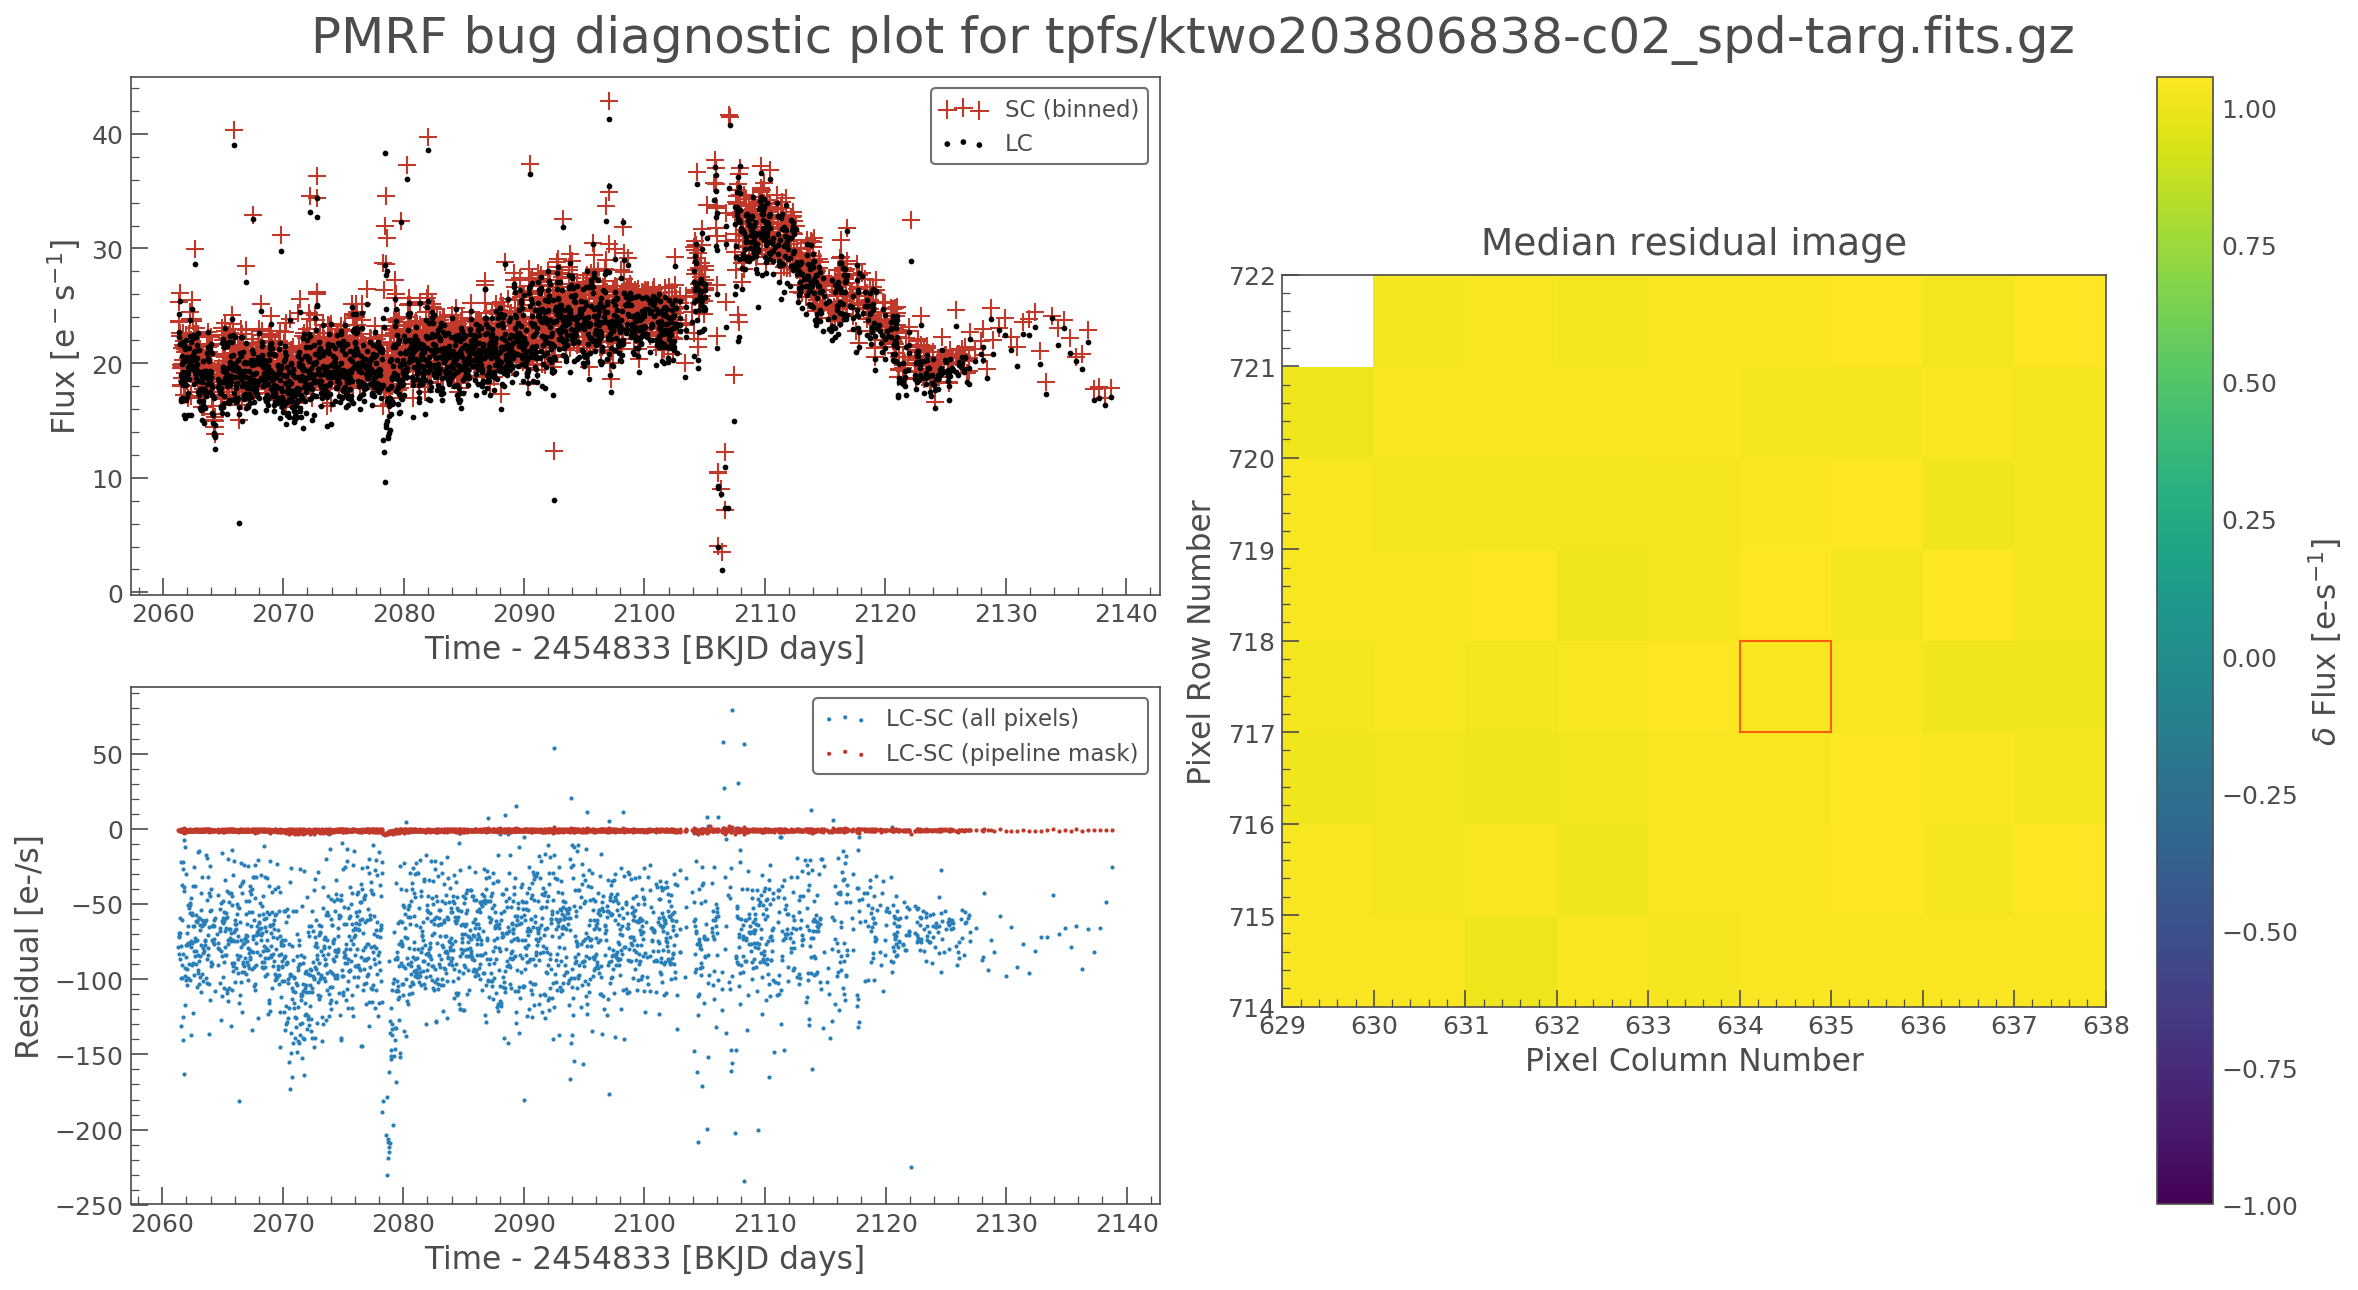 PMRF bug diagnostic plot for tpfs/ktwo203806838-c02_spd-targ.fits.gz
SC (binned)
LC
Flux [e⁻ s⁻¹]
40
30
20
10
0
2060 2070 2080 2090 2100 2110 2120 2130 2140
Time - 2454833 [BKJD days]
LC-SC (all pixels)
LC-SC (pipeline mask)
Residual [e-/s]
50
0
−50
−100
−150
−200
−250
2060 2070 2080 2090 2100 2110 2120 2130 2140
Time - 2454833 [BKJD days]
Median residual image
Pixel Row Number
722
721
720
719
718
717
716
715
714
629 630 631 632 633 634 635 636 637 638
Pixel Column Number
1.00
0.75
0.50
0.25
0.00
−0.25
−0.50
−0.75
−1.00
δ Flux [e-s⁻¹]